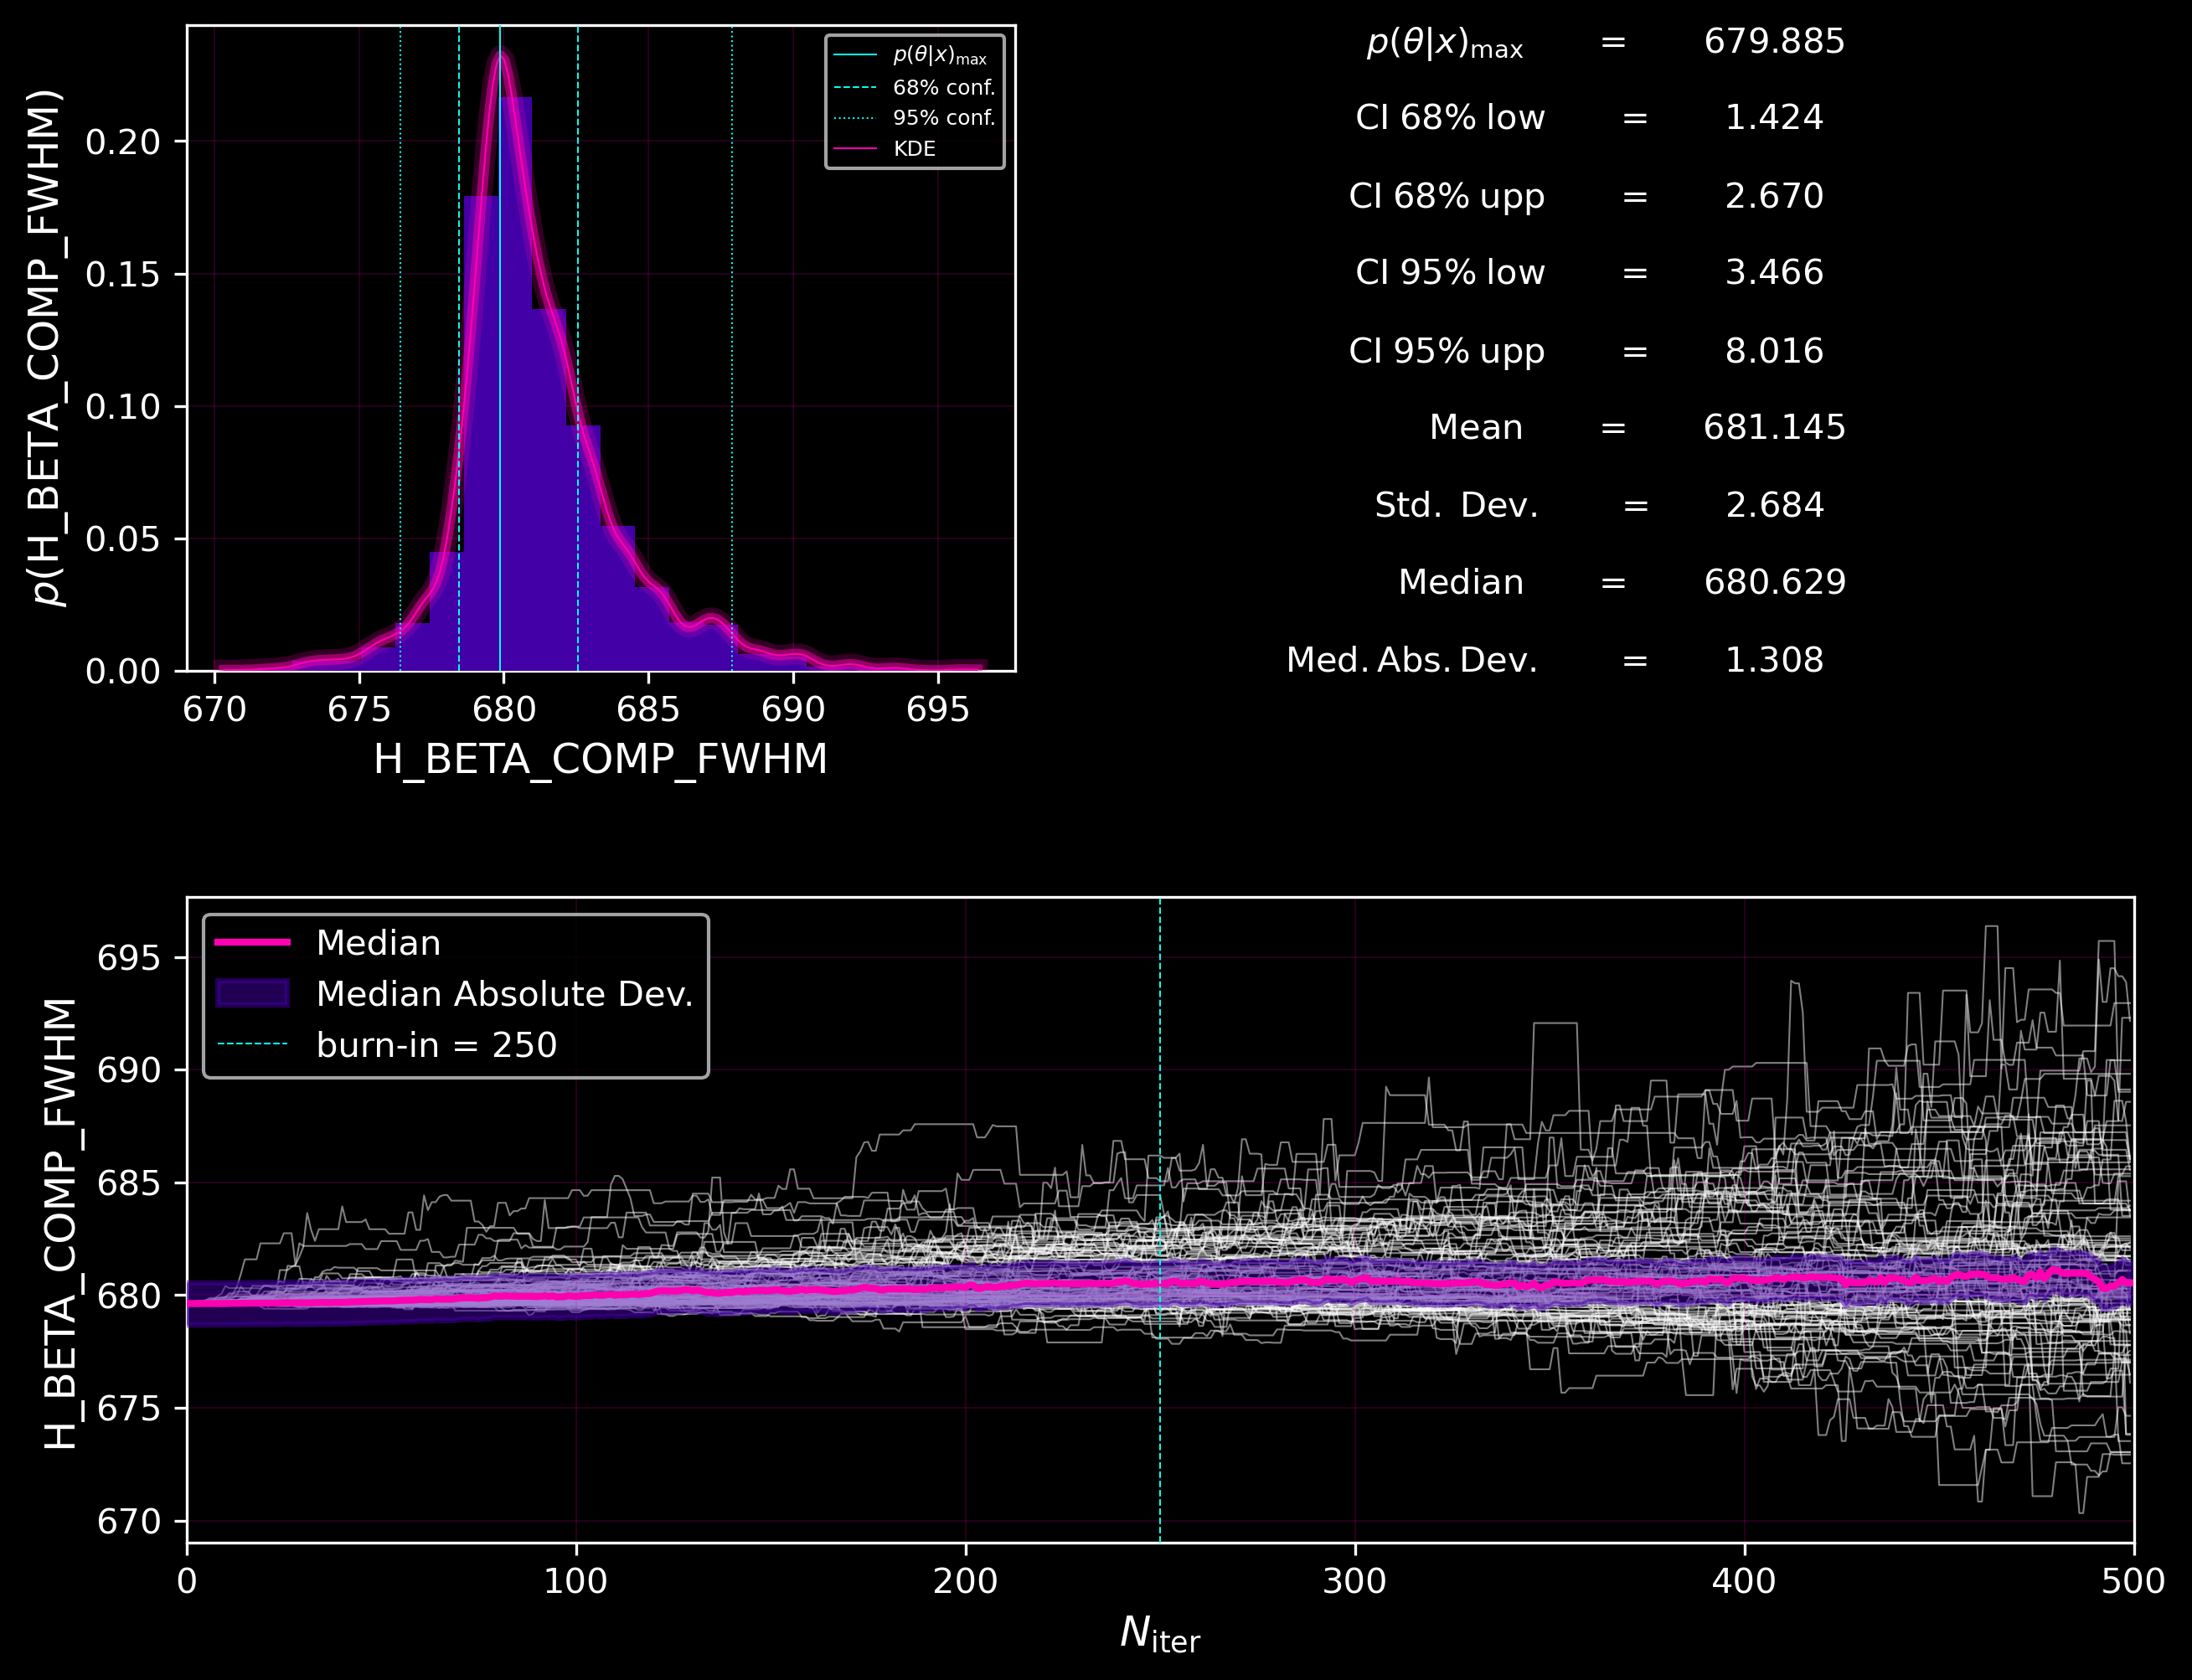 p(H_BETA_COMP_FWHM)
0.20
0.15
0.10
0.05
0.00
670 675 680 685 690 695
H_BETA_COMP_FWHM
p(θ|x)max
68% conf.
95% conf.
KDE
p(θ|x)max = 679.885
CI 68% low = 1.424
CI 68% upp = 2.670
CI 95% low = 3.466
CI 95% upp = 8.016
Mean = 681.145
Std. Dev. = 2.684
Median = 680.629
Med. Abs. Dev. = 1.308
H_BETA_COMP_FWHM
695
690
685
680
675
670
Median
Median Absolute Dev.
burn-in = 250
0 100 200 300 400 500
Niter